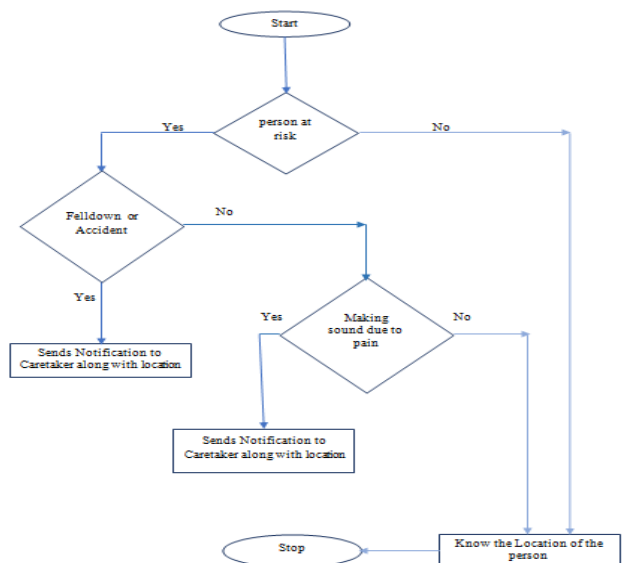 Start
person at
risk
Yes
No
Felldown or
Accident
No
Yes
Making
sound due to
pain
Yes
No
Sends Notification to
Caretaker along with location
Sends Notification to
Caretaker along with location
Know the Location of the
person
Stop